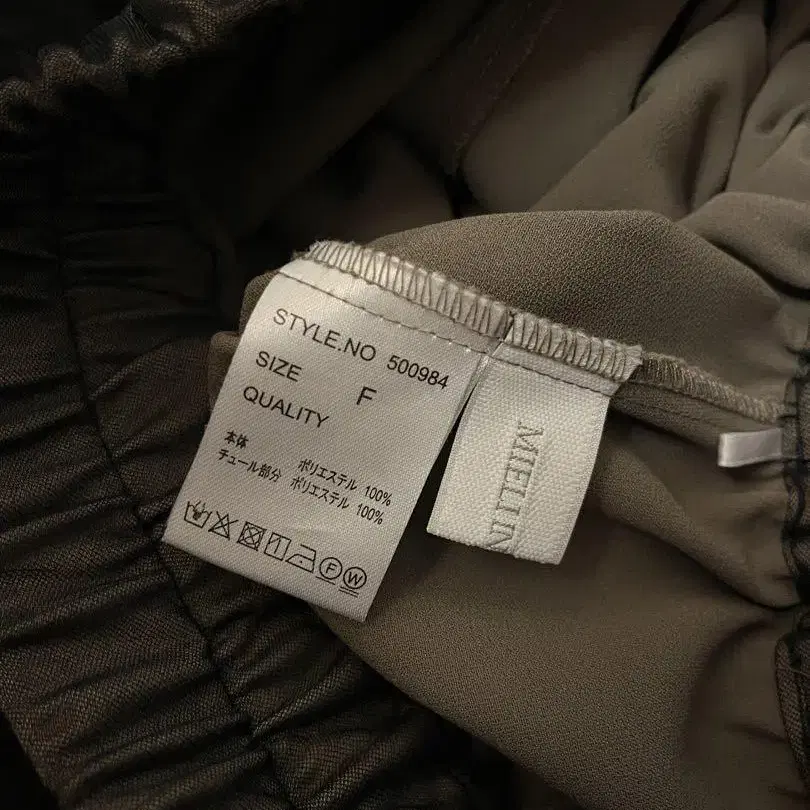 STYLE.NO 500984
SIZE F
QUALITY
本体 ポリエステル 100%
チュール部分 ポリエステル 100%
F W
MIELI IN